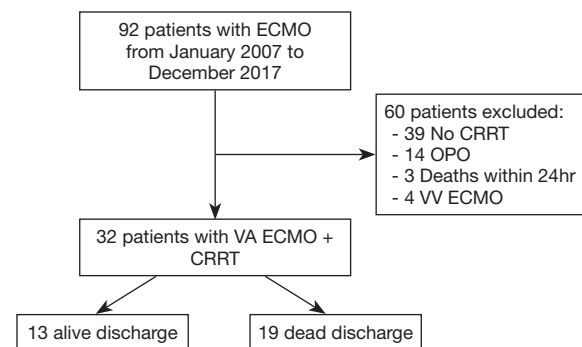 92 patients with ECMO
from January 2007 to
December 2017
60 patients excluded:
- 39 No CRRT
- 14 OPO
- 3 Deaths within 24hr
- 4 VV ECMO
32 patients with VA ECMO +
CRRT
13 alive discharge
19 dead discharge